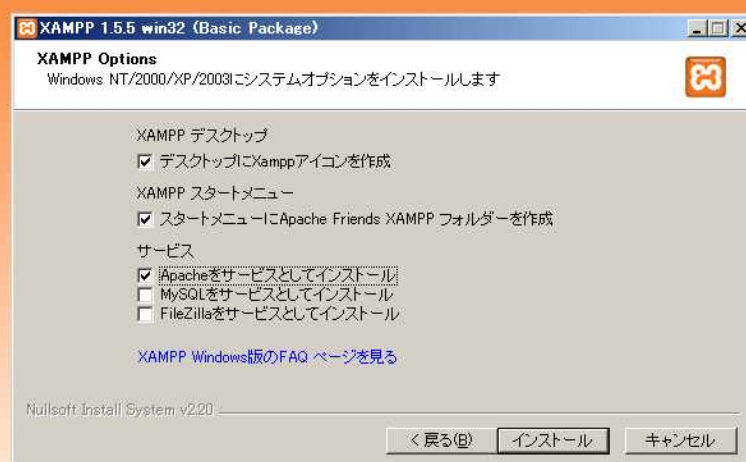 XAMPP 1.5.5 win32 (Basic Package)
XAMPP Options
Windows NT/2000/XP/2003にシステムオプションをインストールします
XAMPP デスクトップ
デスクトップにXamppアイコンを作成
XAMPP スタートメニュー
スタートメニューにApache Friends XAMPP フォルダーを作成
サービス
Apacheをサービスとしてインストール
MySQLをサービスとしてインストール
FileZillaをサービスとしてインストール
XAMPP Windows版のFAQ ページを見る
Nullsoft Install System v2.20
< 戻る(B)
インストール
キャンセル